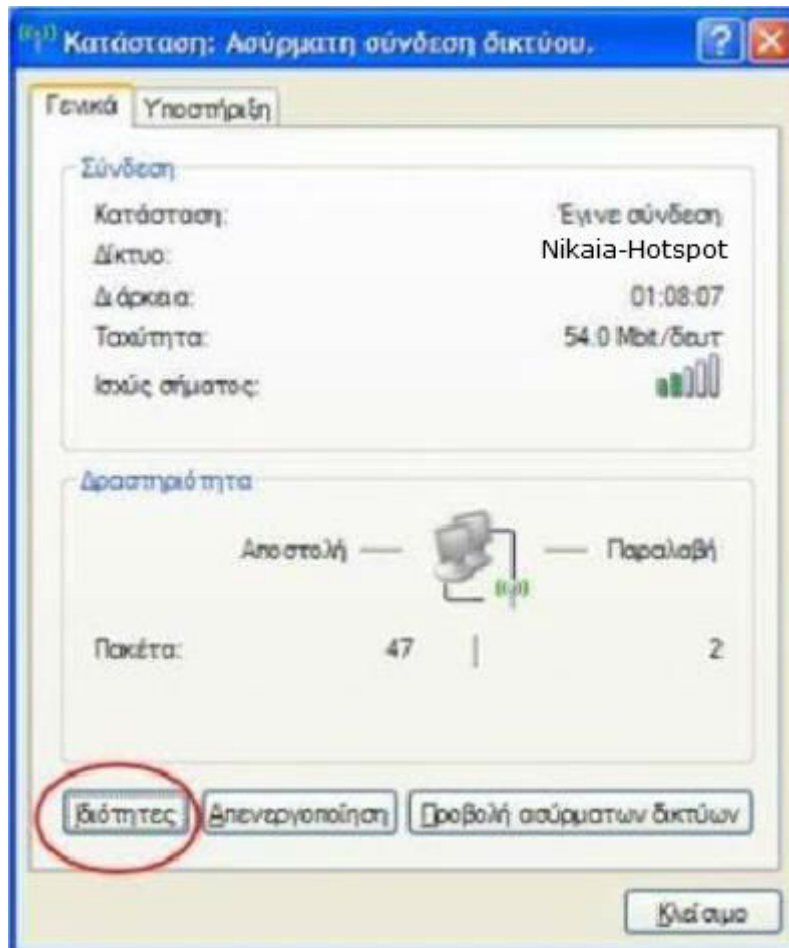 Κατάσταση: Ασύρματη σύνδεση δικτύου.
Γενικά Υποστήριξη
Σύνδεση
Κατάσταση: Έγινε σύνδεση
Δίκτυο: Nikaia-Hotspot
Διάρκεια: 01:08:07
Ταχύτητα: 54.0 Mbit/δευτ
Ισχύς σήματος:
Δραστηριότητα
Αποστολή Παραλαβή
Πακέτα: 47 2
Ιδιότητες Απενεργοποίηση Προβολή ασύρματων δικτύων
Κλείσιμο